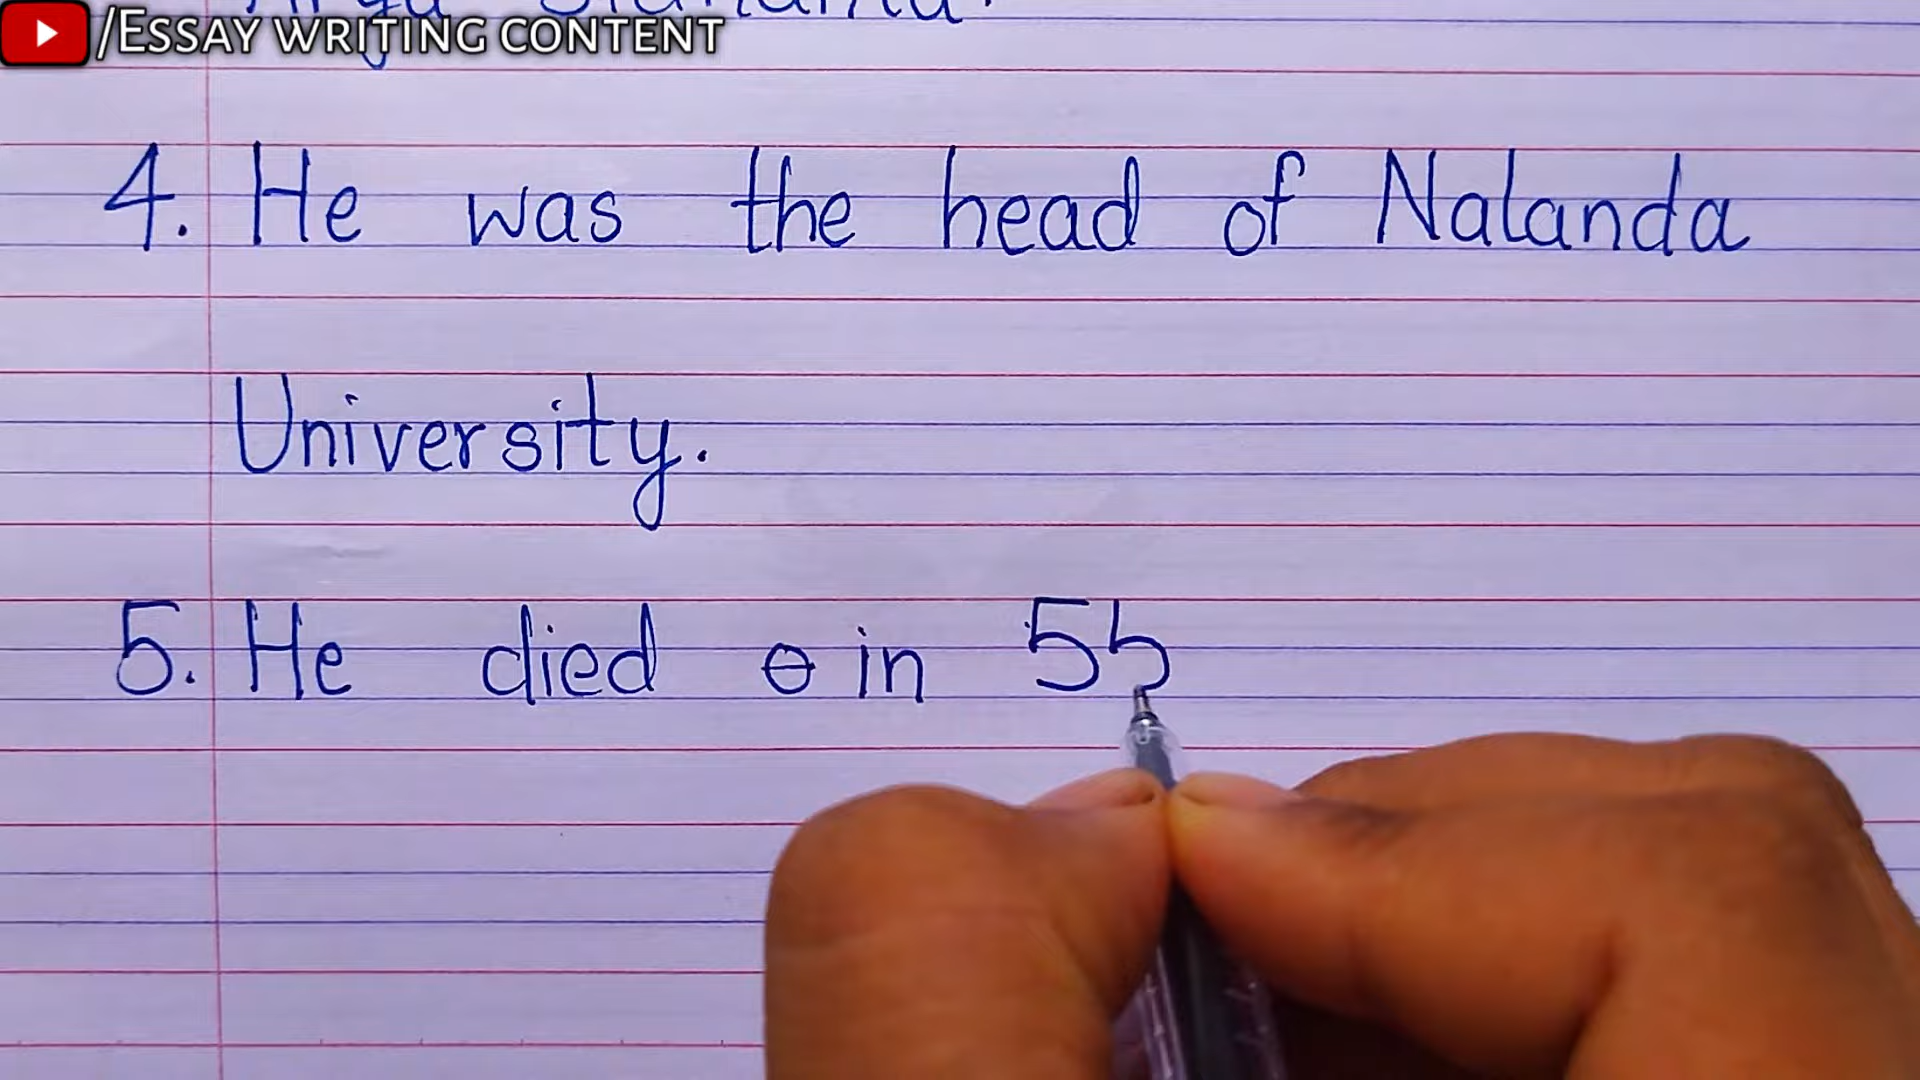 /ESSAY WRITING CONTENT
4. He was the head of Nalanda
University.
5. He died in 55